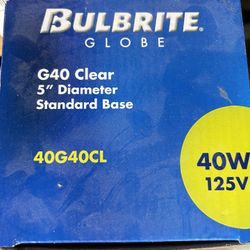 BULBRITE
GLOBE
G40 Clear
5" Diameter
Standard Base
40G40CL
40W
125V